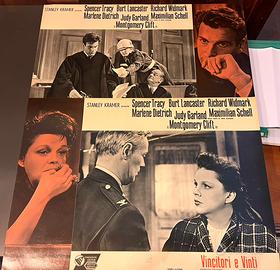 STANLEY KRAMER
Spencer Tracy Burt Lancaster Richard Widmark
Marlene Dietrich Judy Garland Maximilian Schell
Montgomery Clift
STANLEY KRAMER
Spencer Tracy Burt Lancaster Richard Widmark
Marlene Dietrich Judy Garland Maximilian Schell
Montgomery Clift
Vincitori e Vinti